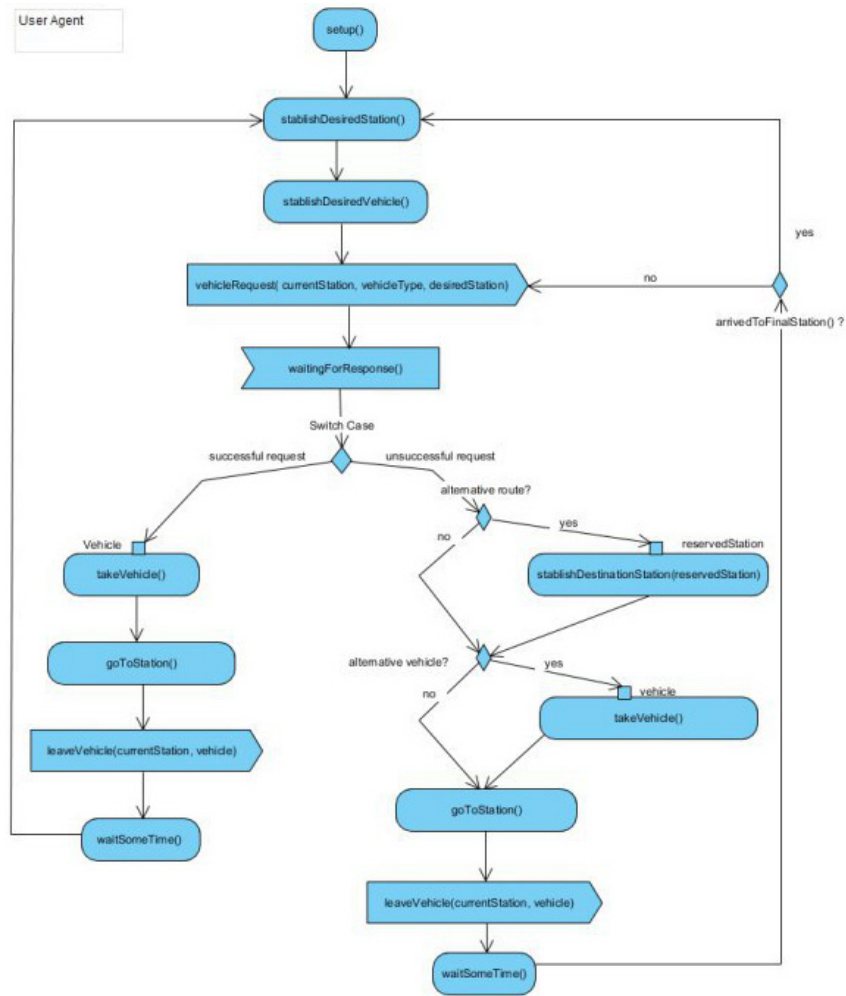 User Agent
setup()
stablishDesiredStation()
stablishDesiredVehicle()
yes
vehicleRequest( currentStation, vehicleType, desiredStation)
no
arrivedToFinalStation() ?
waitingForResponse()
Switch Case
successful request
unsuccessful request
alternative route?
yes
no
Vehicle
reservedStation
takeVehicle()
stablishDestinationStation(reservedStation)
goToStation()
alternative vehicle?
yes
no
vehicle
takeVehicle()
leaveVehicle(currentStation, vehicle)
goToStation()
waitSomeTime()
leaveVehicle(currentStation, vehicle)
waitSomeTime()